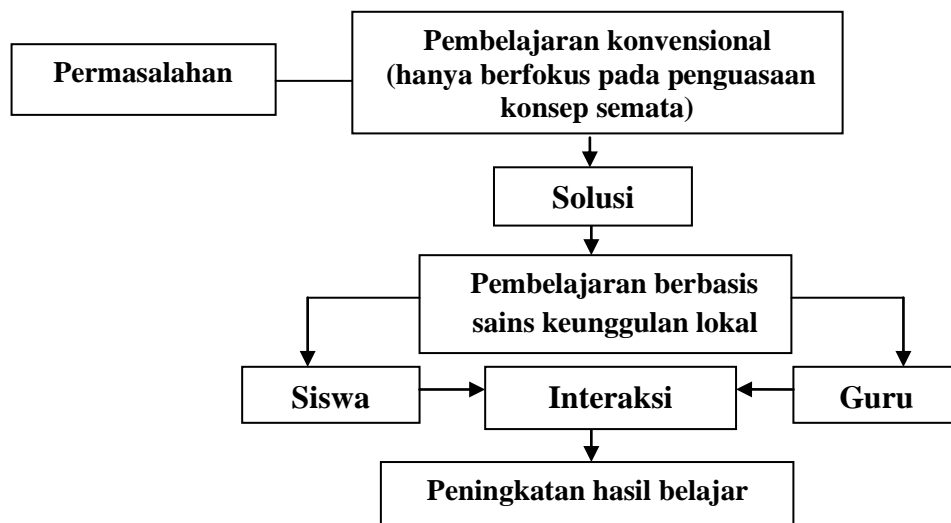 Permasalahan
Pembelajaran konvensional
(hanya berfokus pada penguasaan
konsep semata)
Solusi
Pembelajaran berbasis
sains keunggulan lokal
Siswa
Interaksi
Guru
Peningkatan hasil belajar